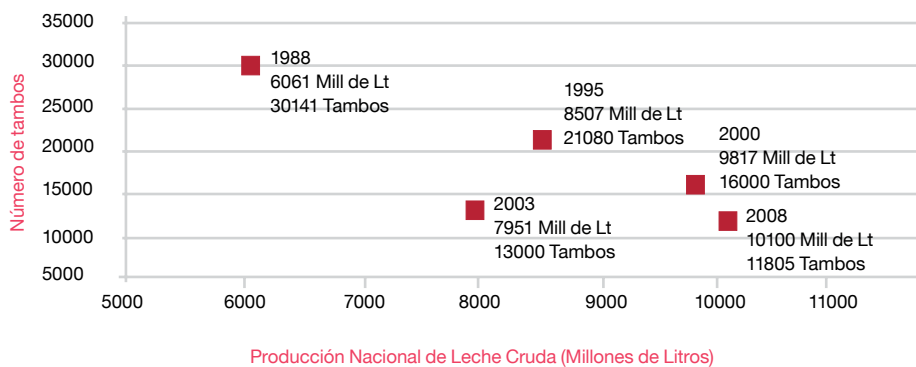 Número de tambos
35000
30000
25000
20000
15000
10000
5000
1988
6061 Mill de Lt
30141 Tambos
1995
8507 Mill de Lt
21080 Tambos
2000
9817 Mill de Lt
16000 Tambos
2003
7951 Mill de Lt
13000 Tambos
2008
10100 Mill de Lt
11805 Tambos
5000 6000 7000 8000 9000 10000 11000
Producción Nacional de Leche Cruda (Millones de Litros)